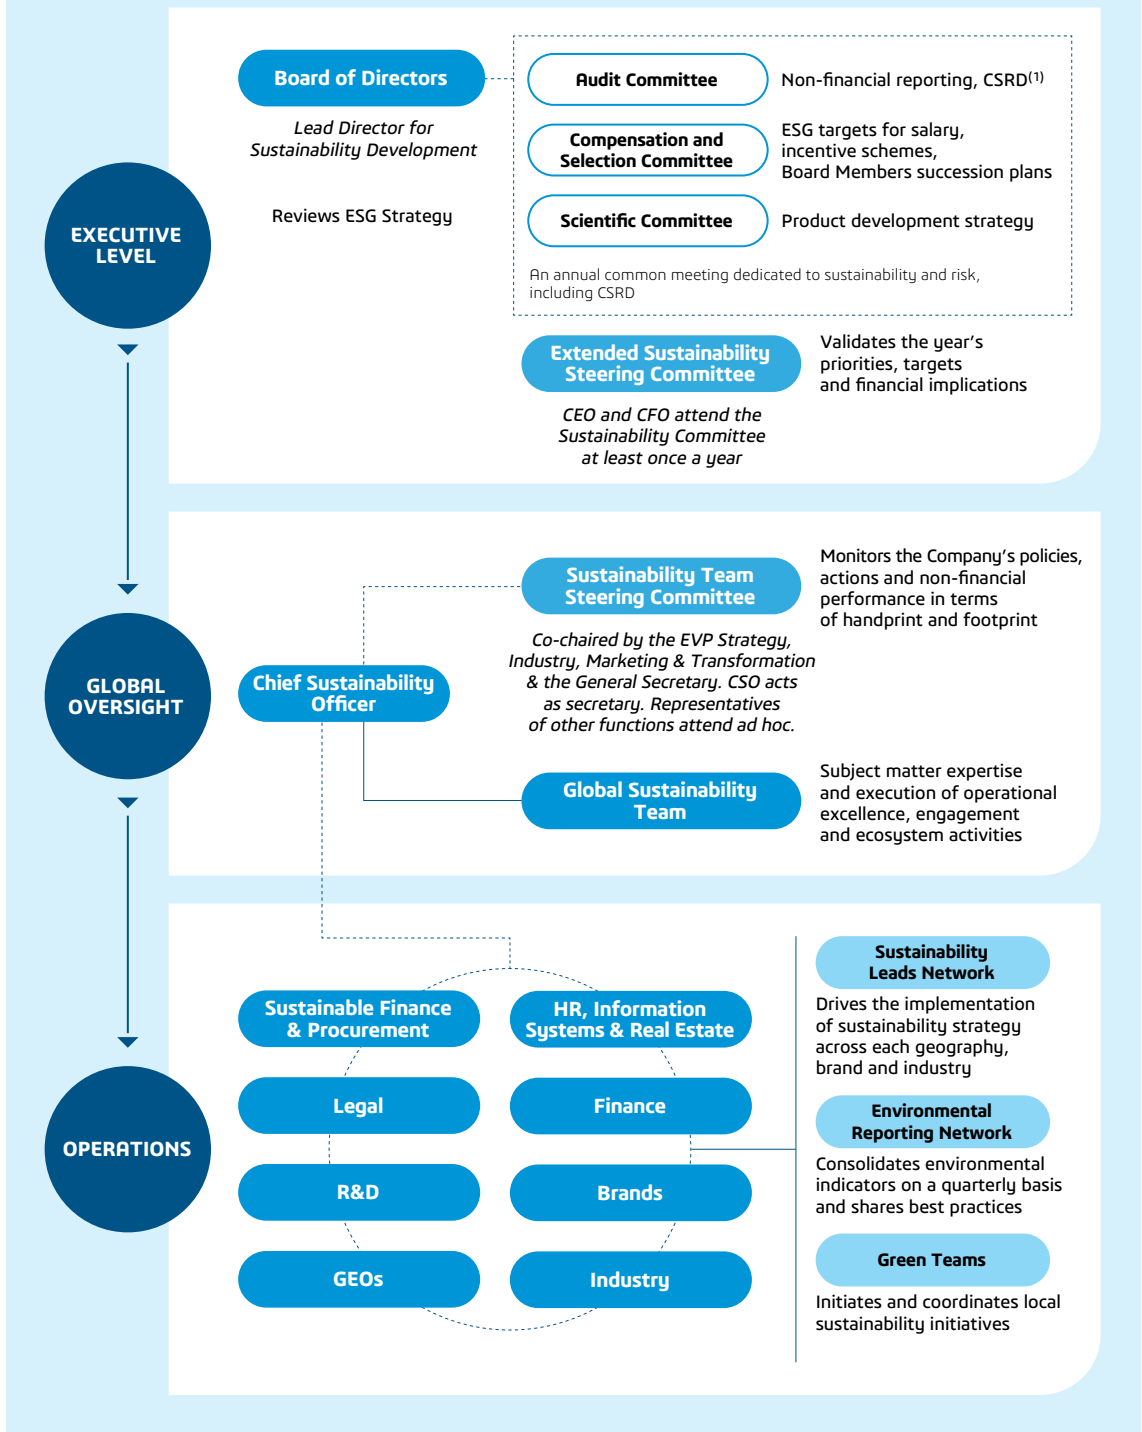 EXECUTIVE
LEVEL
Board of Directors
Lead Director for
Sustainability Development
Reviews ESG Strategy
Audit Committee
Non-financial reporting, CSRD(1)
Compensation and
Selection Committee
ESG targets for salary,
incentive schemes,
Board Members succession plans
Scientific Committee
Product development strategy
An annual common meeting dedicated to sustainability and risk,
including CSRD
Extended Sustainability
Steering Committee
Validates the year's
priorities, targets
and financial implications
CEO and CFO attend the
Sustainability Committee
at least once a year
GLOBAL
OVERSIGHT
Chief Sustainability
Officer
Sustainability Team
Steering Committee
Monitors the Company's policies,
actions and non-financial
performance in terms
of handprint and footprint
Co-chaired by the EVP Strategy,
Industry, Marketing & Transformation
& the General Secretary. CSO acts
as secretary. Representatives
of other functions attend ad hoc.
Global Sustainability
Team
Subject matter expertise
and execution of operational
excellence, engagement
and ecosystem activities
OPERATIONS
Sustainable Finance
& Procurement
HR, Information
Systems & Real Estate
Legal
Finance
R&D
Brands
GEOs
Industry
Sustainability
Leads Network
Drives the implementation
of sustainability strategy
across each geography,
brand and industry
Environmental
Reporting Network
Consolidates environmental
indicators on a quarterly basis
and shares best practices
Green Teams
Initiates and coordinates local
sustainability initiatives